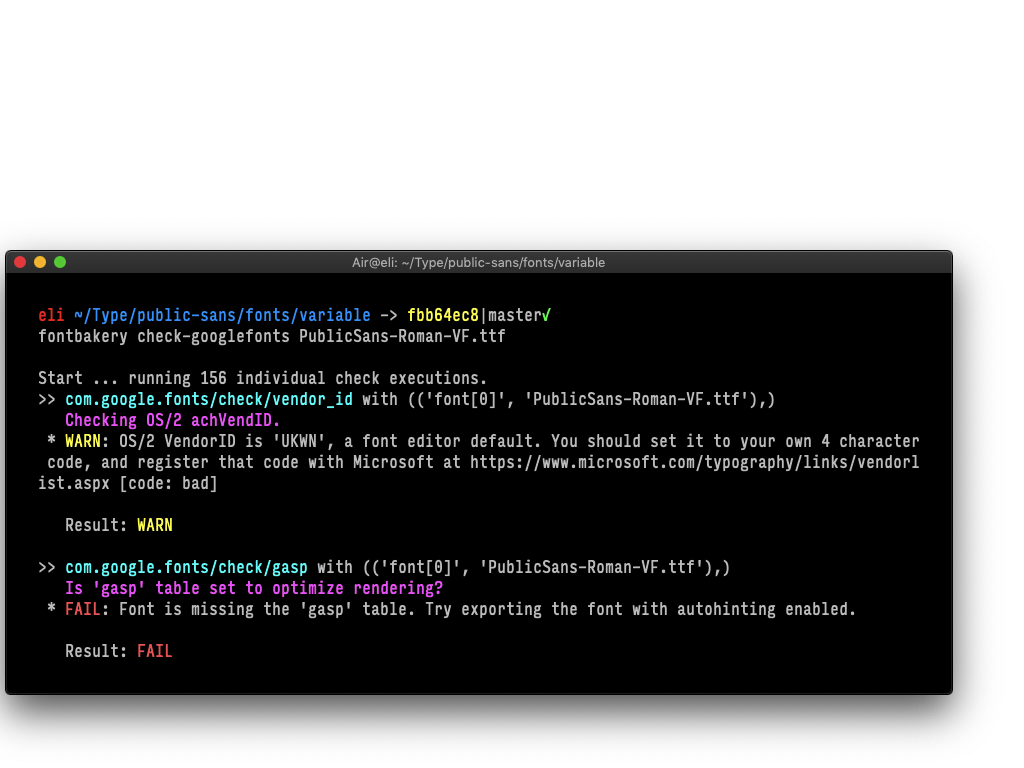 Air@eli: ~/Type/public-sans/fonts/variable
eli ~/Type/public-sans/fonts/variable -> fbb64ec8|master✓
fontbakery check-googlefonts PublicSans-Roman-VF.ttf
Start ... running 156 individual check executions.
>> com.google.fonts/check/vendor_id with (('font[0]', 'PublicSans-Roman-VF.ttf'),)
Checking OS/2 achVendID.
* WARN: OS/2 VendorID is 'UKWN', a font editor default. You should set it to your own 4 character
code, and register that code with Microsoft at https://www.microsoft.com/typography/links/vendorl
ist.aspx [code: bad]
Result: WARN
>> com.google.fonts/check/gasp with (('font[0]', 'PublicSans-Roman-VF.ttf'),)
Is 'gasp' table set to optimize rendering?
* FAIL: Font is missing the 'gasp' table. Try exporting the font with autohinting enabled.
Result: FAIL